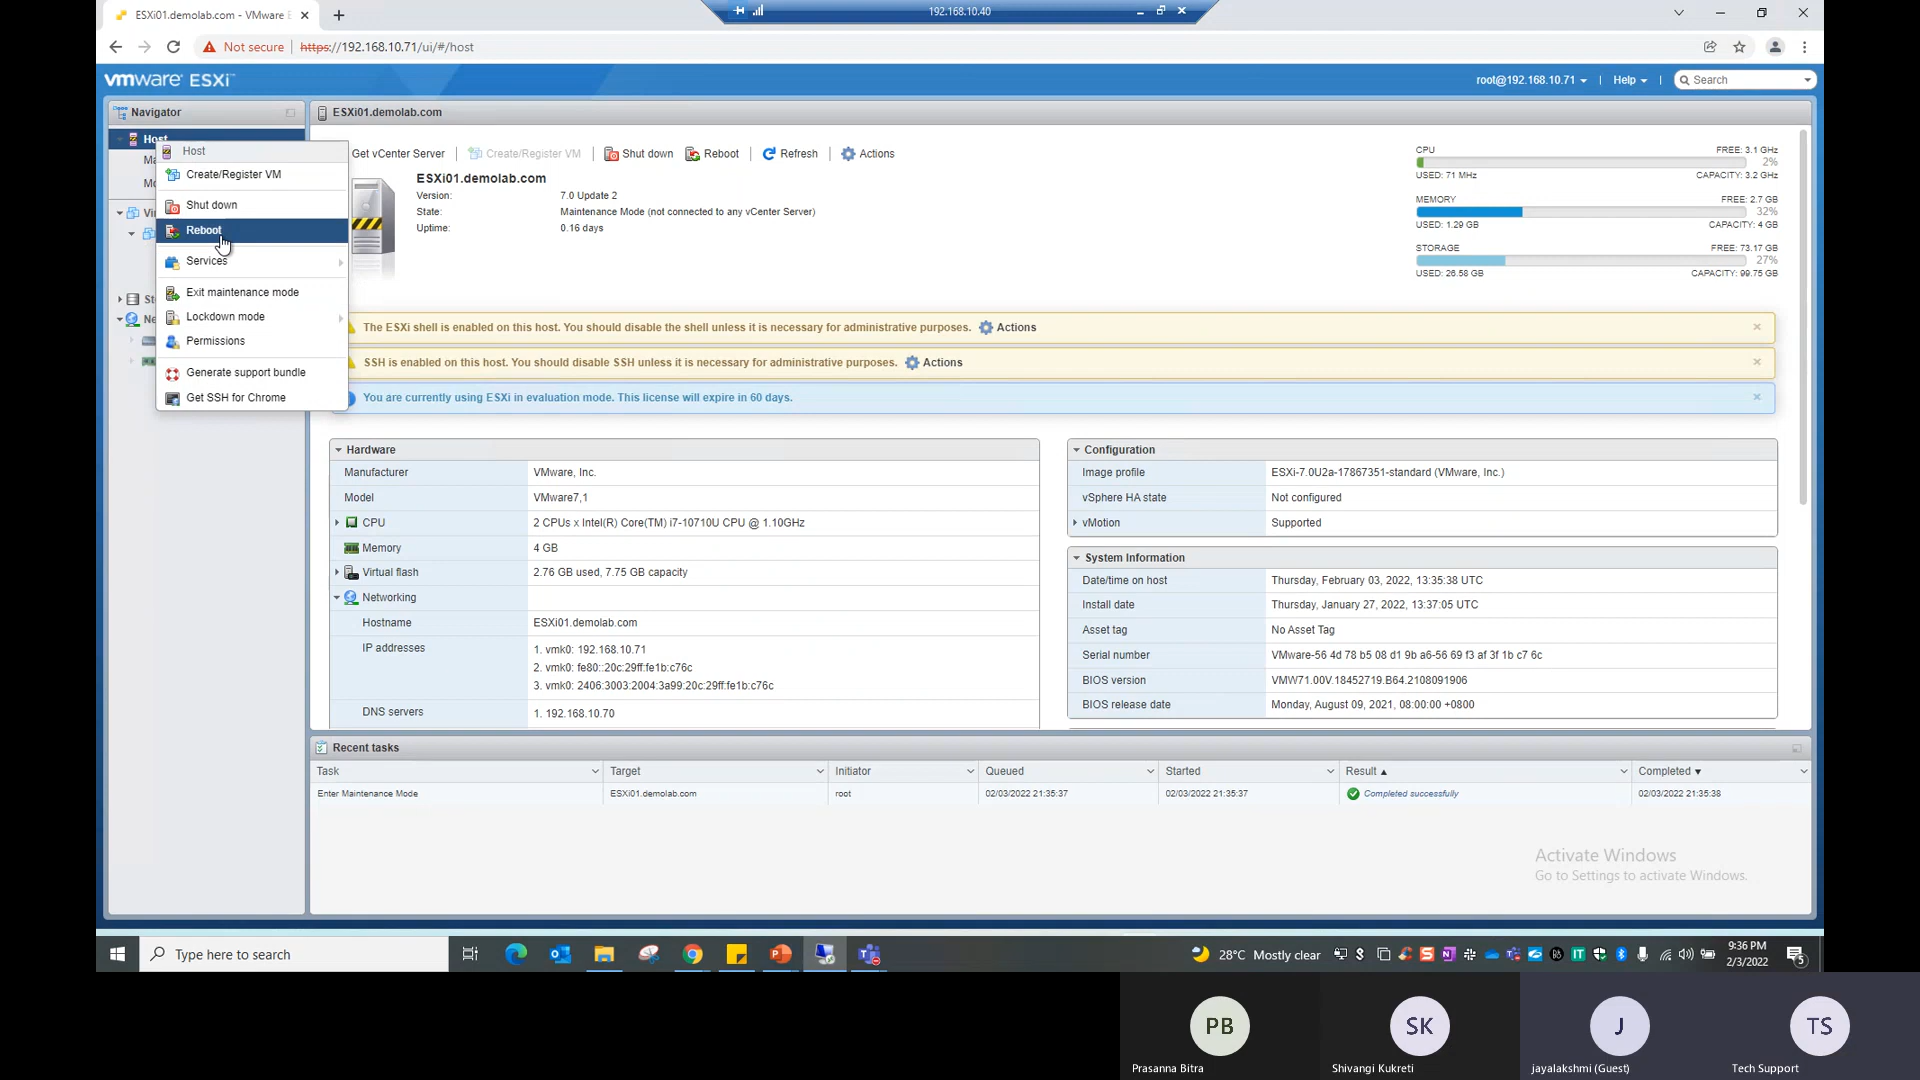 ESXi01.demolab.com - VMware E
192.168.10.40
Not secure
https://192.168.10.71/ui/#/host
vmware ESXi™
root@192.168.10.71
Help
Search
Navigator
ESXi01.demolab.com
Host
Ma
Mo
Vi
St
Ne
Host
Create/Register VM
Shut down
Reboot
Services
Exit maintenance mode
Lockdown mode
Permissions
Generate support bundle
Get SSH for Chrome
Get vCenter Server
Create/Register VM
Shut down
Reboot
Refresh
Actions
ESXi01.demolab.com
Version: 7.0 Update 2
State: Maintenance Mode (not connected to any vCenter Server)
Uptime: 0.16 days
CPU FREE: 3.1 GHz
2%
USED: 71 MHz CAPACITY: 3.2 GHz
MEMORY FREE: 2.7 GB
32%
USED: 1.29 GB CAPACITY: 4 GB
STORAGE FREE: 73.17 GB
27%
USED: 26.58 GB CAPACITY: 99.75 GB
The ESXi shell is enabled on this host. You should disable the shell unless it is necessary for administrative purposes. Actions
SSH is enabled on this host. You should disable SSH unless it is necessary for administrative purposes. Actions
You are currently using ESXi in evaluation mode. This license will expire in 60 days.
Hardware
Manufacturer VMware, Inc.
Model VMware7,1
CPU 2 CPUs x Intel(R) Core(TM) i7-10710U CPU @ 1.10GHz
Memory 4 GB
Virtual flash 2.76 GB used, 7.75 GB capacity
Networking
Hostname ESXi01.demolab.com
IP addresses 1. vmk0: 192.168.10.71
2. vmk0: fe80::20c:29ff:fe1b:c76c
3. vmk0: 2406:3003:2004:3a99:20c:29ff:fe1b:c76c
DNS servers 1. 192.168.10.70
Configuration
Image profile ESXi-7.0U2a-17867351-standard (VMware, Inc.)
vSphere HA state Not configured
vMotion Supported
System Information
Date/time on host Thursday, February 03, 2022, 13:35:38 UTC
Install date Thursday, January 27, 2022, 13:37:05 UTC
Asset tag No Asset Tag
Serial number VMware-56 4d 78 b5 08 d1 9b a6-56 69 f3 af 3f 1b c7 6c
BIOS version VMW71.00V.18452719.B64.2108091906
BIOS release date Monday, August 09, 2021, 08:00:00 +0800
Recent tasks
Task Target Initiator Queued Started Result Completed
Enter Maintenance Mode ESXi01.demolab.com root 02/03/2022 21:35:37 02/03/2022 21:35:37 Completed successfully 02/03/2022 21:35:38
Activate Windows
Go to Settings to activate Windows.
Type here to search
28°C Mostly clear
9:36 PM
2/3/2022
5
PB
SK
J
TS
Prasanna Bitra
Shivangi Kukreti
jayalakshmi (Guest)
Tech Support